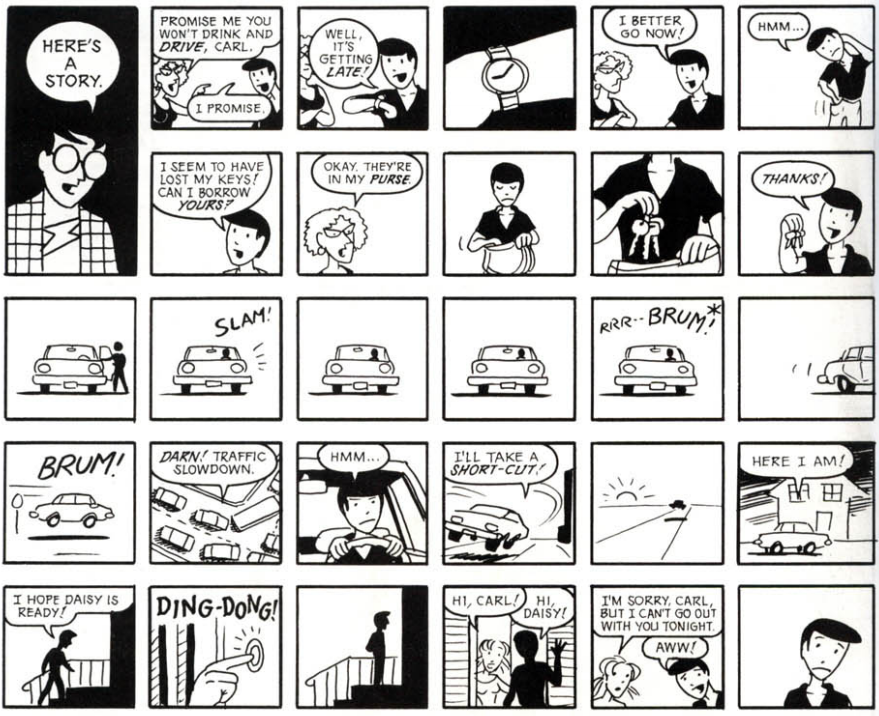 HERE'S
A
STORY.
PROMISE ME YOU
WON'T DRINK AND
DRIVE, CARL.
I PROMISE.
WELL,
IT'S
GETTING
LATE!
I BETTER
GO NOW!
HMM...
I SEEM TO HAVE
LOST MY KEYS!
CAN I BORROW
YOURS?
OKAY. THEY'RE
IN MY PURSE.
THANKS!
SLAM!
RRR-- BRUM!*
BRUM!
DARN! TRAFFIC
SLOWDOWN.
HMM...
I'LL TAKE A
SHORT-CUT!
HERE I AM!
I HOPE DAISY IS
READY!
DING-DONG!
HI, CARL!
HI,
DAISY!
I'M SORRY, CARL,
BUT I CAN'T GO OUT
WITH YOU TONIGHT.
AWW!